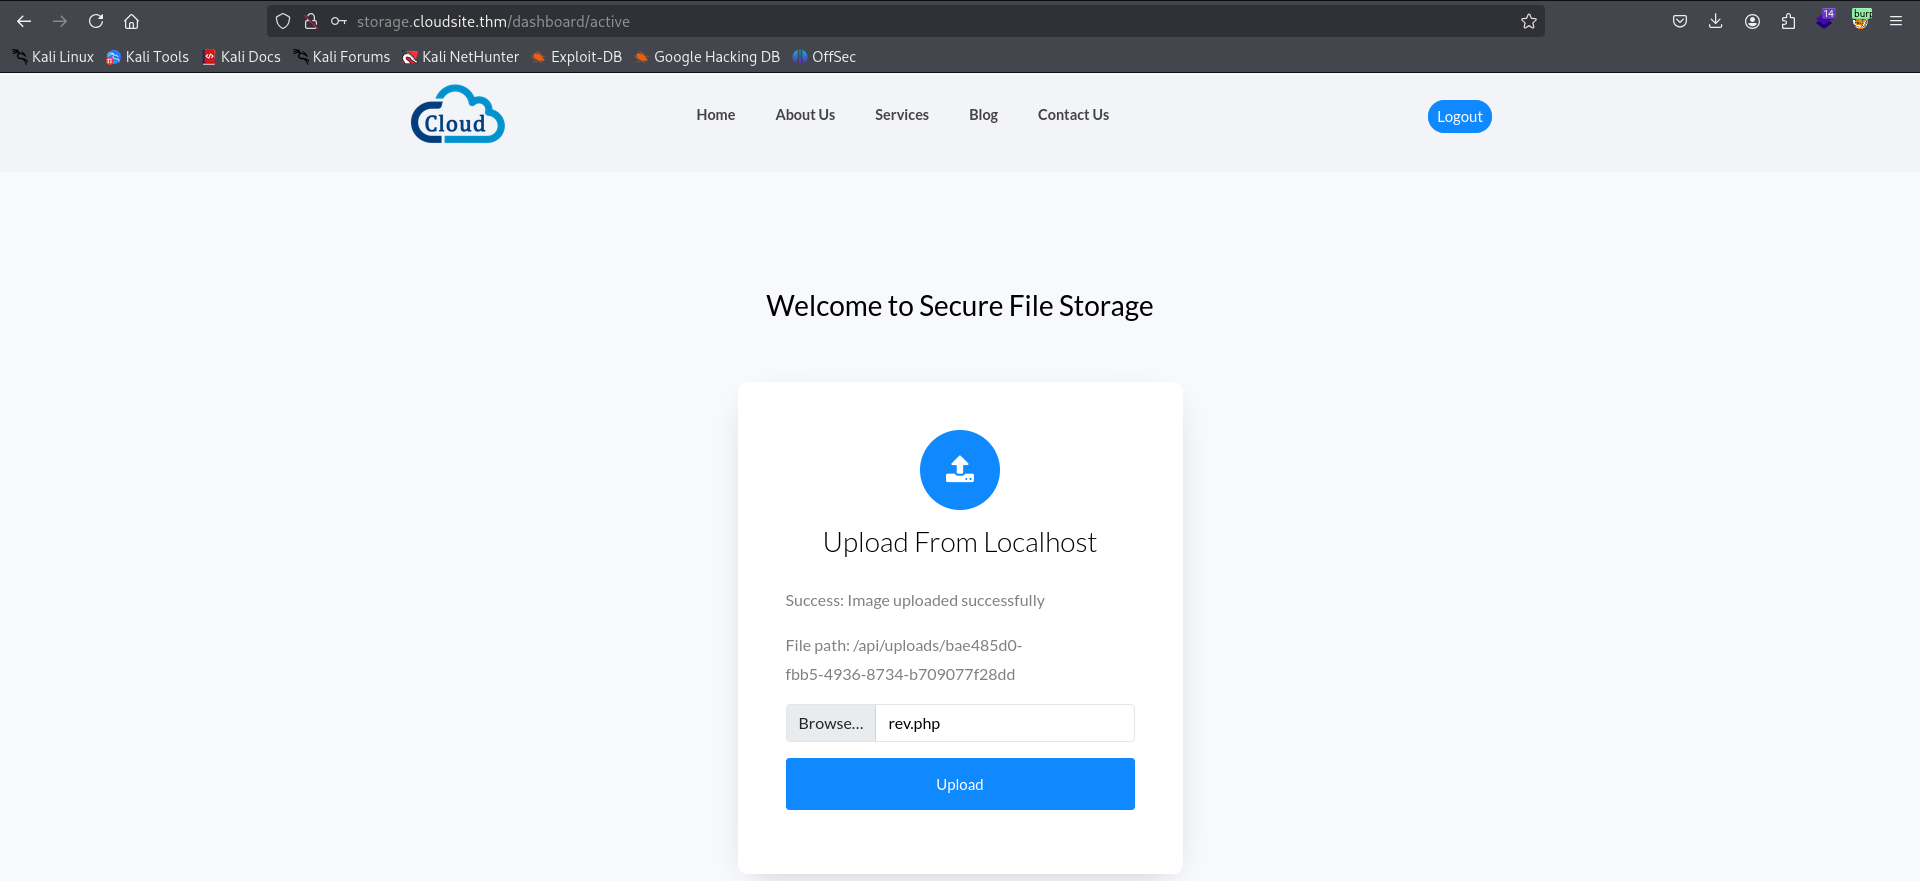 storage.cloudsite.thm/dashboard/active
14
burp
Kali Linux Kali Tools Kali Docs Kali Forums Kali NetHunter Exploit-DB Google Hacking DB OffSec
Cloud
Home About Us Services Blog Contact Us
Logout
Welcome to Secure File Storage
Upload From Localhost
Success: Image uploaded successfully
File path: /api/uploads/bae485d0-
fbb5-4936-8734-b709077f28dd
Browse... rev.php
Upload